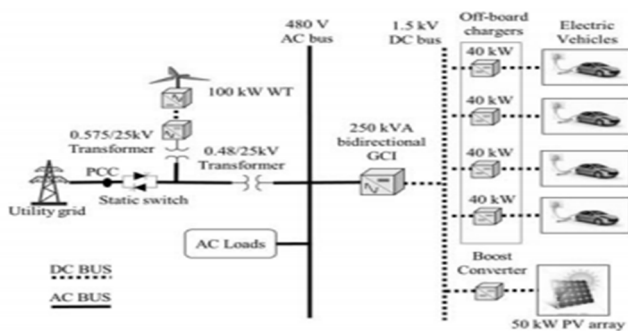 480 V
AC bus
1.5 kV
DC bus
Off-board
chargers
Electric
Vehicles
40 kW
100 kW WT
40 kW
0.575/25kV
Transformer
0.48/25kV
Transformer
250 kVA
bidirectional
GCI
40 kW
PCC
Static switch
Utility grid
40 kW
AC Loads
DC BUS
AC BUS
Boost
Converter
50 kW PV array